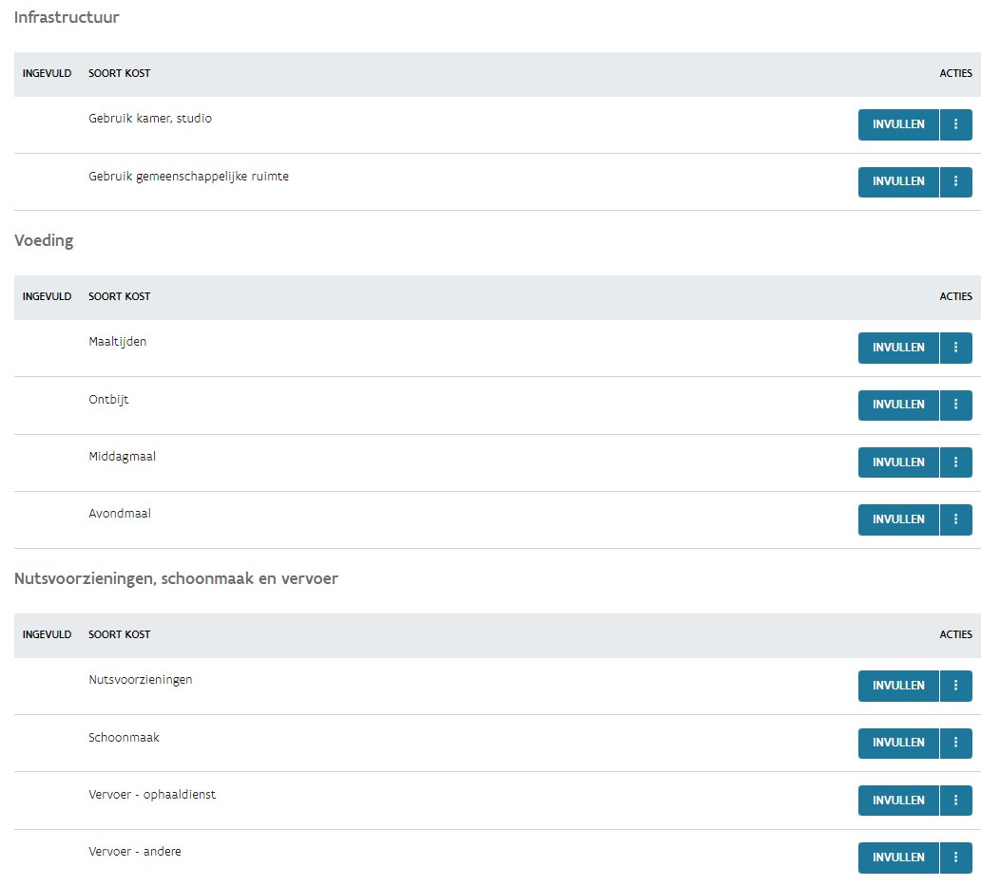 Infrastructuur
INGEVULD SOORT KOST ACTIES
Gebruik kamer, studio INVULLEN
Gebruik gemeenschappelijke ruimte INVULLEN
Voeding
INGEVULD SOORT KOST ACTIES
Maaltijden INVULLEN
Ontbijt INVULLEN
Middagmaal INVULLEN
Avondmaal INVULLEN
Nutsvoorzieningen, schoonmaak en vervoer
INGEVULD SOORT KOST ACTIES
Nutsvoorzieningen INVULLEN
Schoonmaak INVULLEN
Vervoer - ophaaldienst INVULLEN
Vervoer - andere INVULLEN